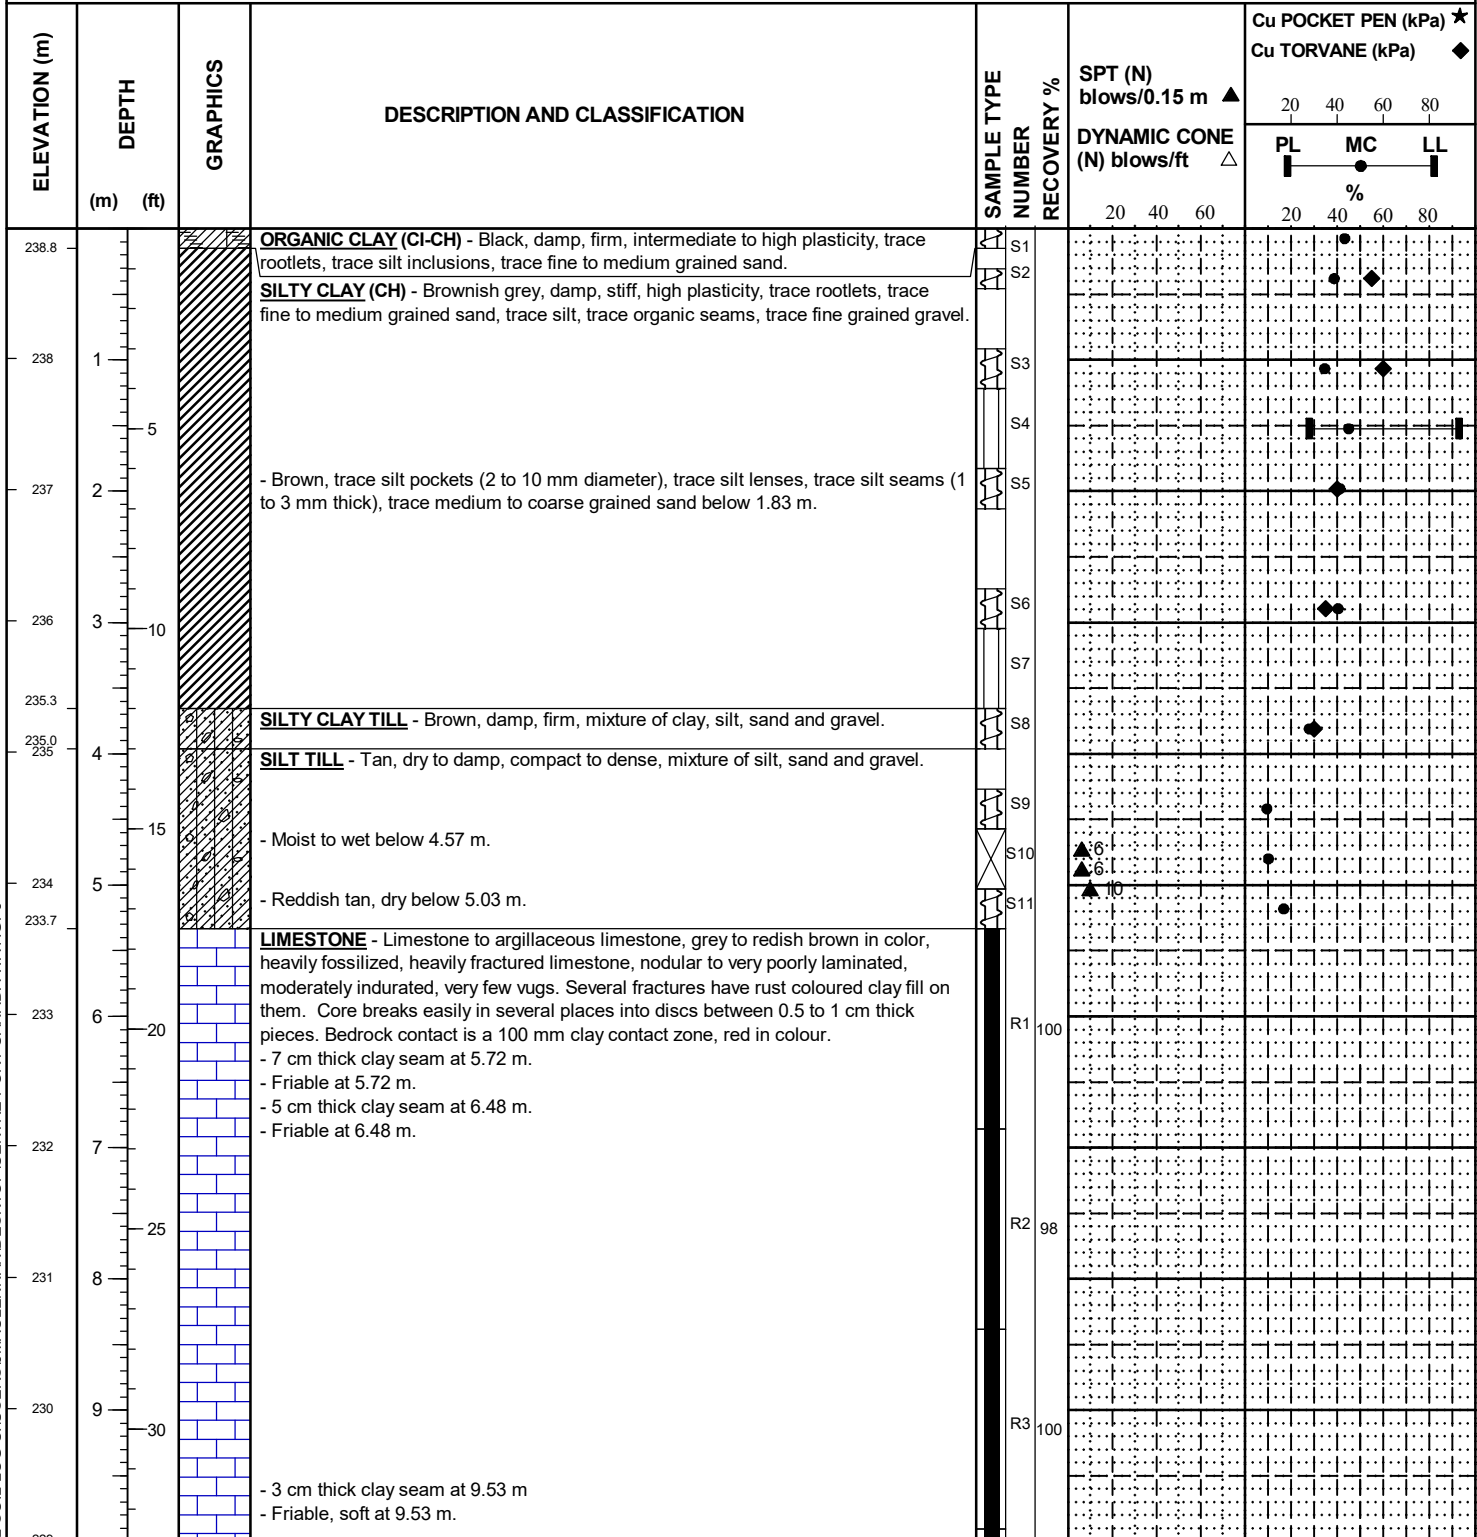 ELEVATION (m)
DEPTH
(m) (ft)
GRAPHICS
DESCRIPTION AND CLASSIFICATION
SAMPLE TYPE
NUMBER
RECOVERY %
SPT (N)
blows/0.15 m
DYNAMIC CONE
(N) blows/ft
20 40 60
Cu POCKET PEN (kPa)
Cu TORVANE (kPa)
20 40 60 80
PL MC LL
%
20 40 60 80
238.8
ORGANIC CLAY (CI-CH) - Black, damp, firm, intermediate to high plasticity, trace
rootlets, trace silt inclusions, trace fine to medium grained sand.
S1
S2
SILTY CLAY (CH) - Brownish grey, damp, stiff, high plasticity, trace rootlets, trace
fine to medium grained sand, trace silt, trace organic seams, trace fine grained gravel.
238 1
S3
5
S4
- Brown, trace silt pockets (2 to 10 mm diameter), trace silt lenses, trace silt seams (1
to 3 mm thick), trace medium to coarse grained sand below 1.83 m.
237 2
S5
236 3
10
S6
S7
235.3
SILTY CLAY TILL - Brown, damp, firm, mixture of clay, silt, sand and gravel.
S8
235.0
235 4
SILT TILL - Tan, dry to damp, compact to dense, mixture of silt, sand and gravel.
S9
15
- Moist to wet below 4.57 m.
S10
6
6
10
234 5
- Reddish tan, dry below 5.03 m.
S11
233.7
LIMESTONE - Limestone to argillaceous limestone, grey to redish brown in color,
heavily fossilized, heavily fractured limestone, nodular to very poorly laminated,
moderately indurated, very few vugs. Several fractures have rust coloured clay fill on
them. Core breaks easily in several places into discs between 0.5 to 1 cm thick
pieces. Bedrock contact is a 100 mm clay contact zone, red in colour.
233 6
20
R1 100
- 7 cm thick clay seam at 5.72 m.
- Friable at 5.72 m.
- 5 cm thick clay seam at 6.48 m.
- Friable at 6.48 m.
232 7
25
R2 98
231 8
230 9
30
R3 100
- 3 cm thick clay seam at 9.53 m
- Friable, soft at 9.53 m.